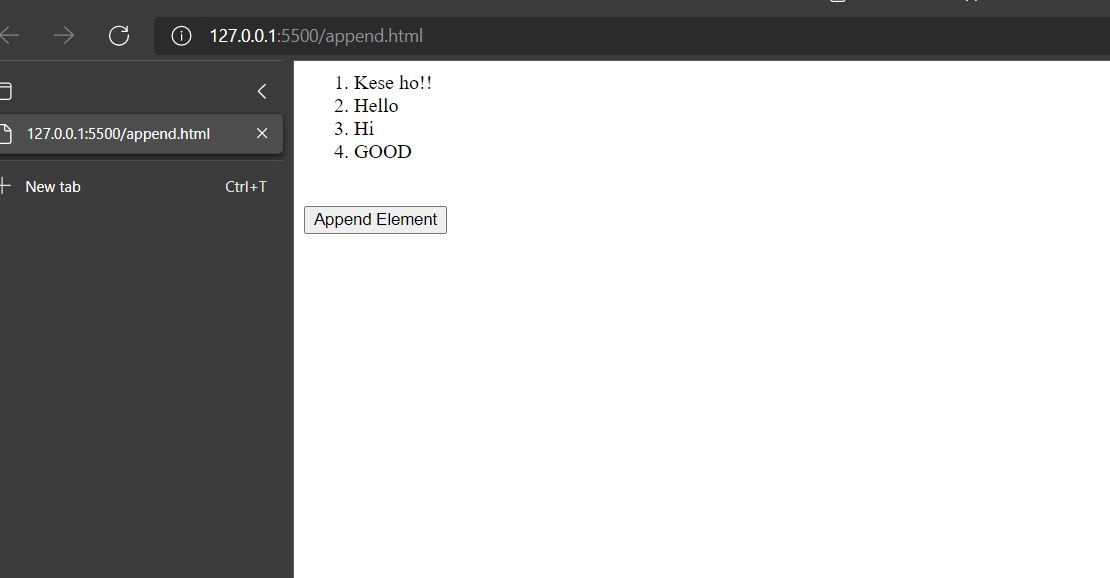 127.0.0.1:5500/append.html
127.0.0.1:5500/append.html
New tab Ctrl+T
1. Kese ho!!
2. Hello
3. Hi
4. GOOD
Append Element